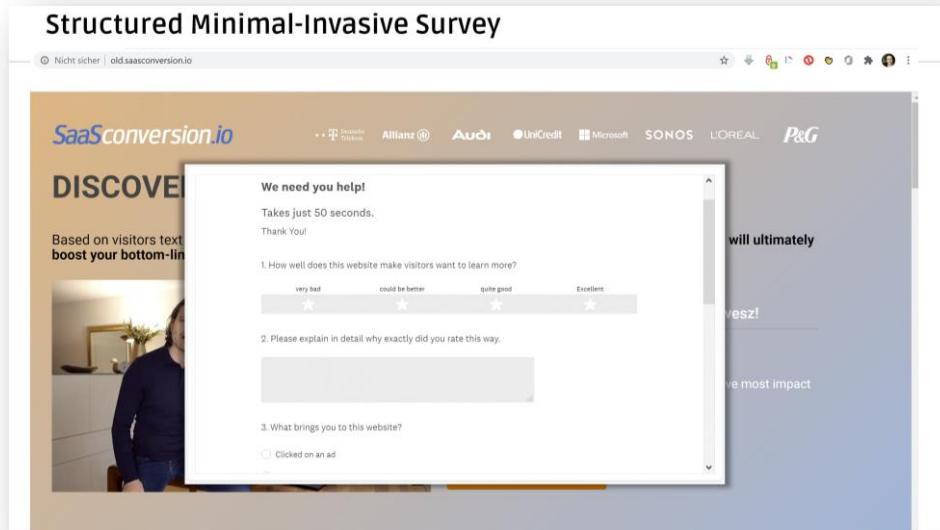 Structured Minimal-Invasive Survey
Nicht sicher | old.saasconversion.io
SaaSconversion.io
Deutsche Telekom Allianz Audi UniCredit Microsoft SONOS L'ORÉAL P&G
DISCOVE
We need you help!
Takes just 50 seconds.
Thank You!
Based on visitors text will ultimately
boost your bottom-lin
1. How well does this website make visitors want to learn more?
very bad could be better quite good Excellent
vesz!
2. Please explain in detail why exactly did you rate this way.
ve most impact
3. What brings you to this website?
Clicked on an ad